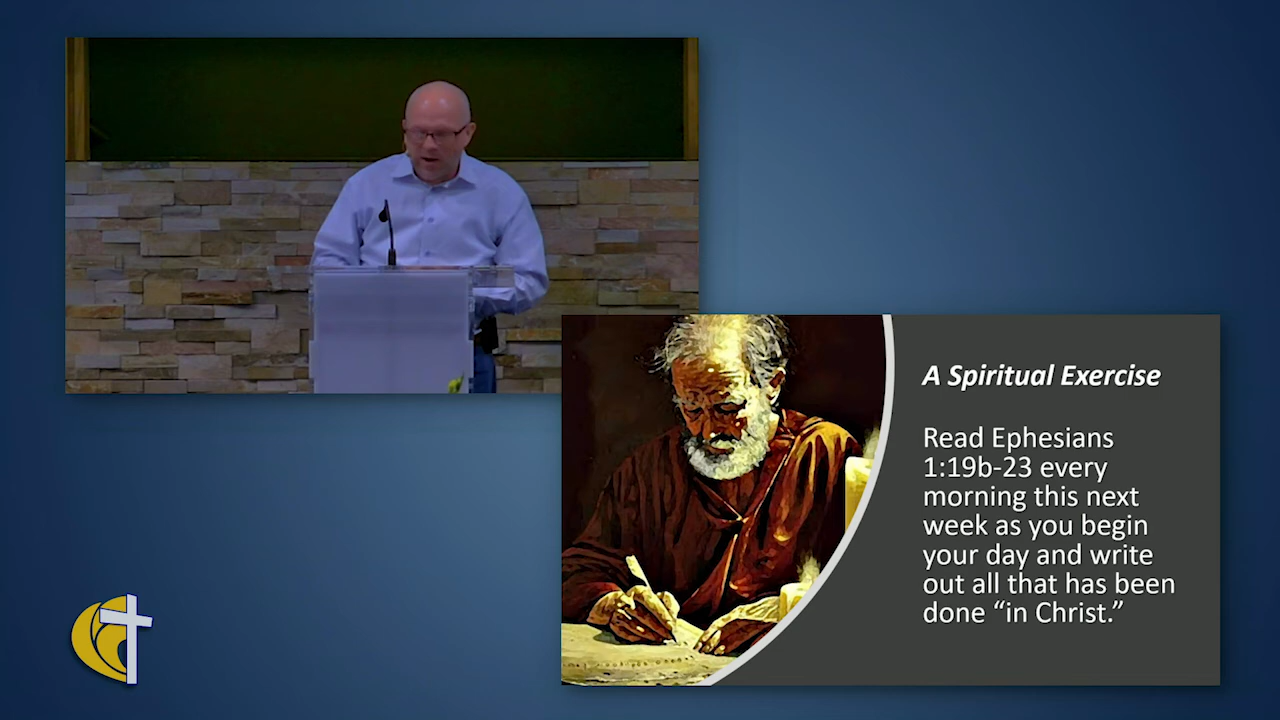 A Spiritual Exercise
Read Ephesians
1:19b-23 every
morning this next
week as you begin
your day and write
out all that has been
done “in Christ.”